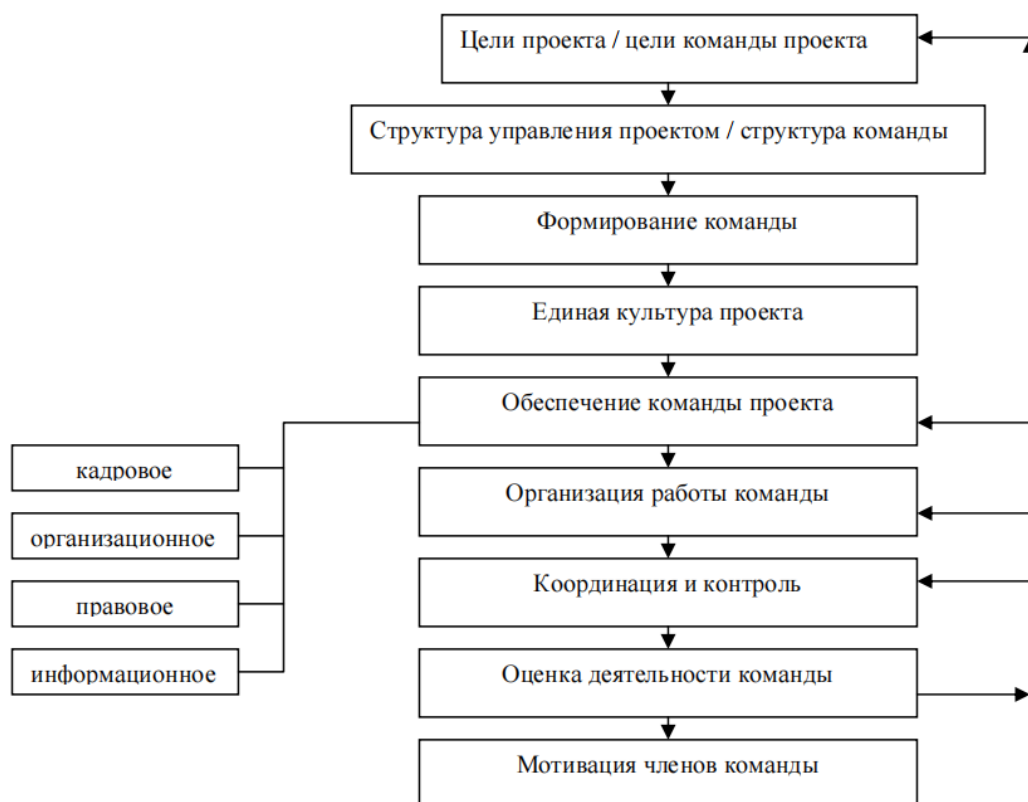 Цели проекта / цели команды проекта
Структура управления проектом / структура команды
Формирование команды
Единая культура проекта
Обеспечение команды проекта
кадровое
организационное
правовое
информационное
Организация работы команды
Координация и контроль
Оценка деятельности команды
Мотивация членов команды